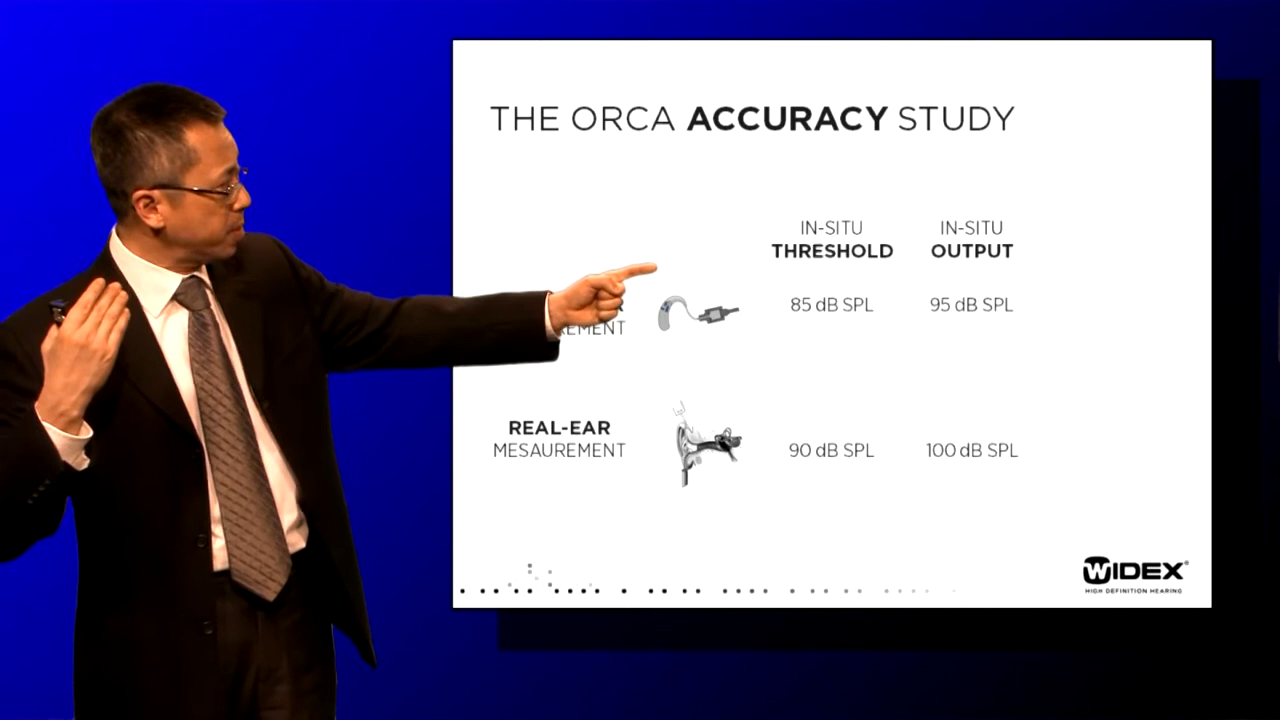 THE ORCA ACCURACY STUDY
IN-SITU THRESHOLD
IN-SITU OUTPUT
85 dB SPL 95 dB SPL
REAL-EAR
MESAUREMENT
90 dB SPL 100 dB SPL
WIDEX®
HIGH DEFINITION HEARING